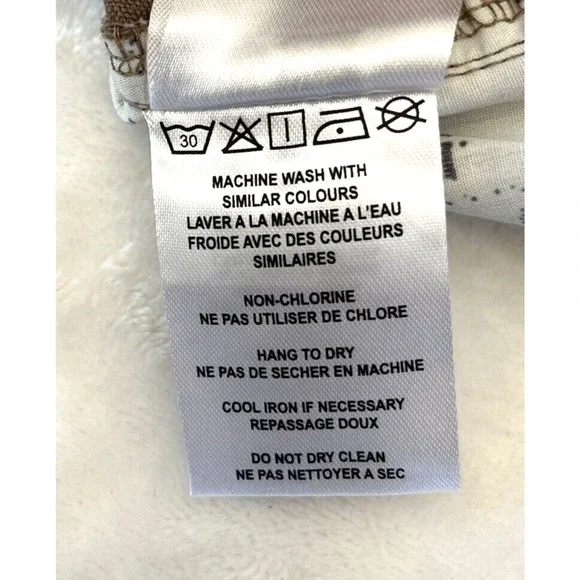 30
MACHINE WASH WITH
SIMILAR COLOURS
LAVER A LA MACHINE A L'EAU
FROIDE AVEC DES COULEURS
SIMILAIRES
NON-CHLORINE
NE PAS UTILISER DE CHLORE
HANG TO DRY
NE PAS DE SECHER EN MACHINE
COOL IRON IF NECESSARY
REPASSAGE DOUX
DO NOT DRY CLEAN
NE PAS NETTOYER A SEC